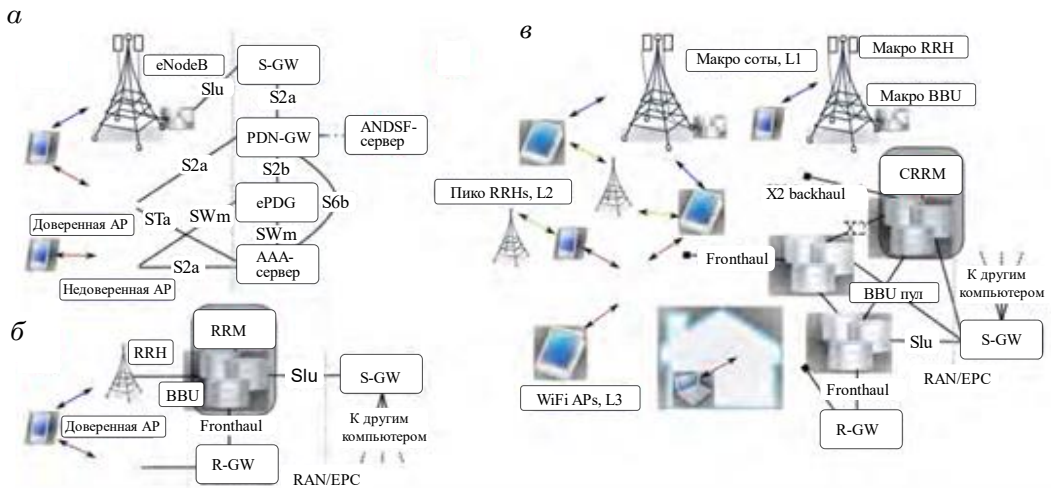 а
eNodeB
S-GW
Slu
S2a
PDN-GW
ANDSF-
сервер
S2a
S2b
ePDG
S6b
STa
SWm
SWm
Доверенная AP
AAA-
сервер
S2a
Недоверенная AP
б
RRM
RRH
BBU
Slu
S-GW
Доверенная AP
Fronthaul
К другим
компьютером
R-GW
RAN/EPC
в
Макро соты, L1
Макро RRH
Макро BBU
CRRM
X2 backhaul
Пико RRHs, L2
X2
Fronthaul
BBU пул
К другим
компьютером
Slu
S-GW
RAN/EPC
WiFi APs, L3
Fronthaul
R-GW